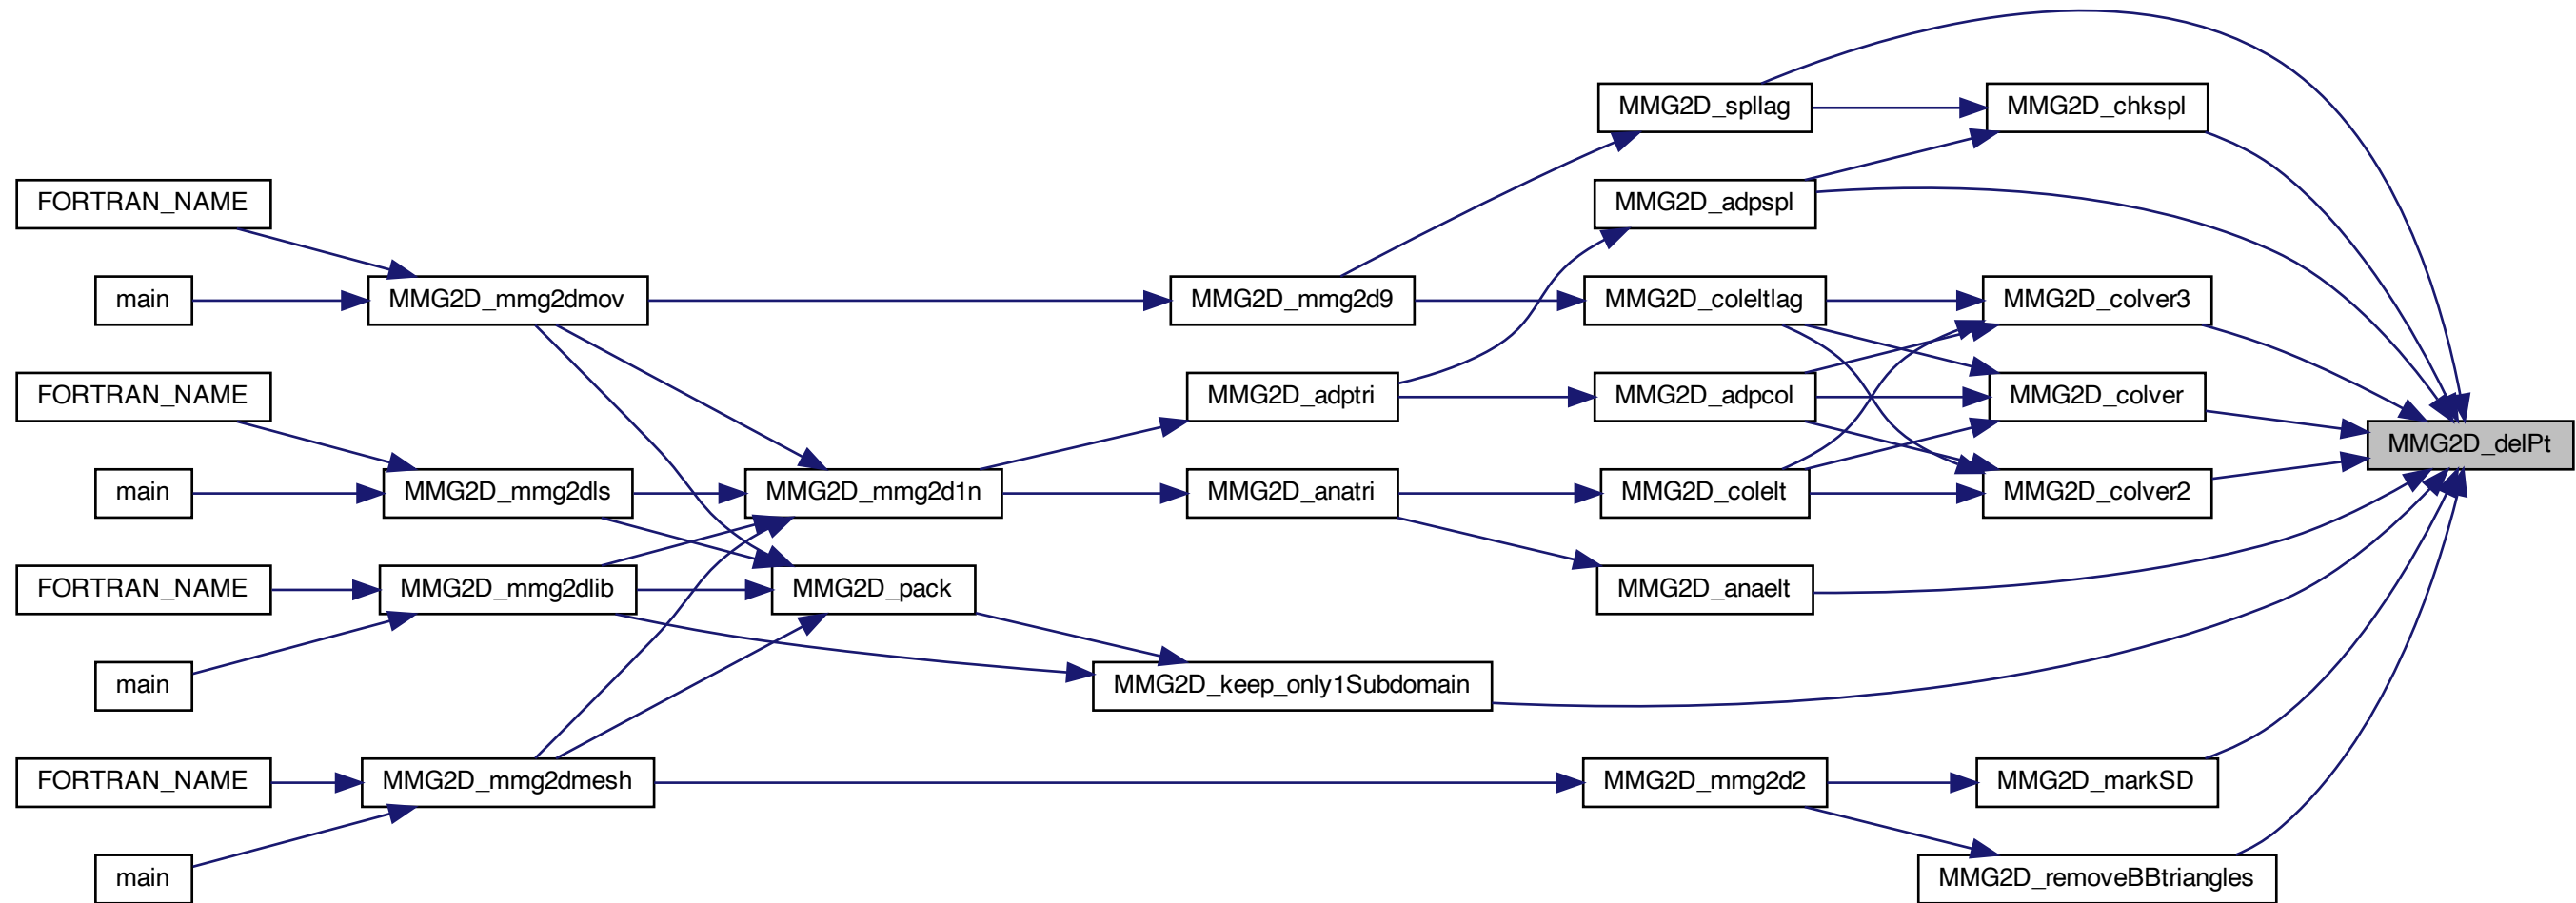 MMG2D_spllag
MMG2D_chkspl
FORTRAN_NAME
MMG2D_adpspl
main
MMG2D_mmg2dmov
MMG2D_mmg2d9
MMG2D_coleltlag
MMG2D_colver3
FORTRAN_NAME
MMG2D_adptri
MMG2D_adpcol
MMG2D_colver
MMG2D_delPt
main
MMG2D_mmg2dls
MMG2D_mmg2d1n
MMG2D_anatri
MMG2D_colelt
MMG2D_colver2
FORTRAN_NAME
MMG2D_mmg2dlib
MMG2D_pack
MMG2D_anaelt
main
MMG2D_keep_only1Subdomain
FORTRAN_NAME
MMG2D_mmg2dmesh
MMG2D_mmg2d2
MMG2D_markSD
main
MMG2D_removeBBtriangles